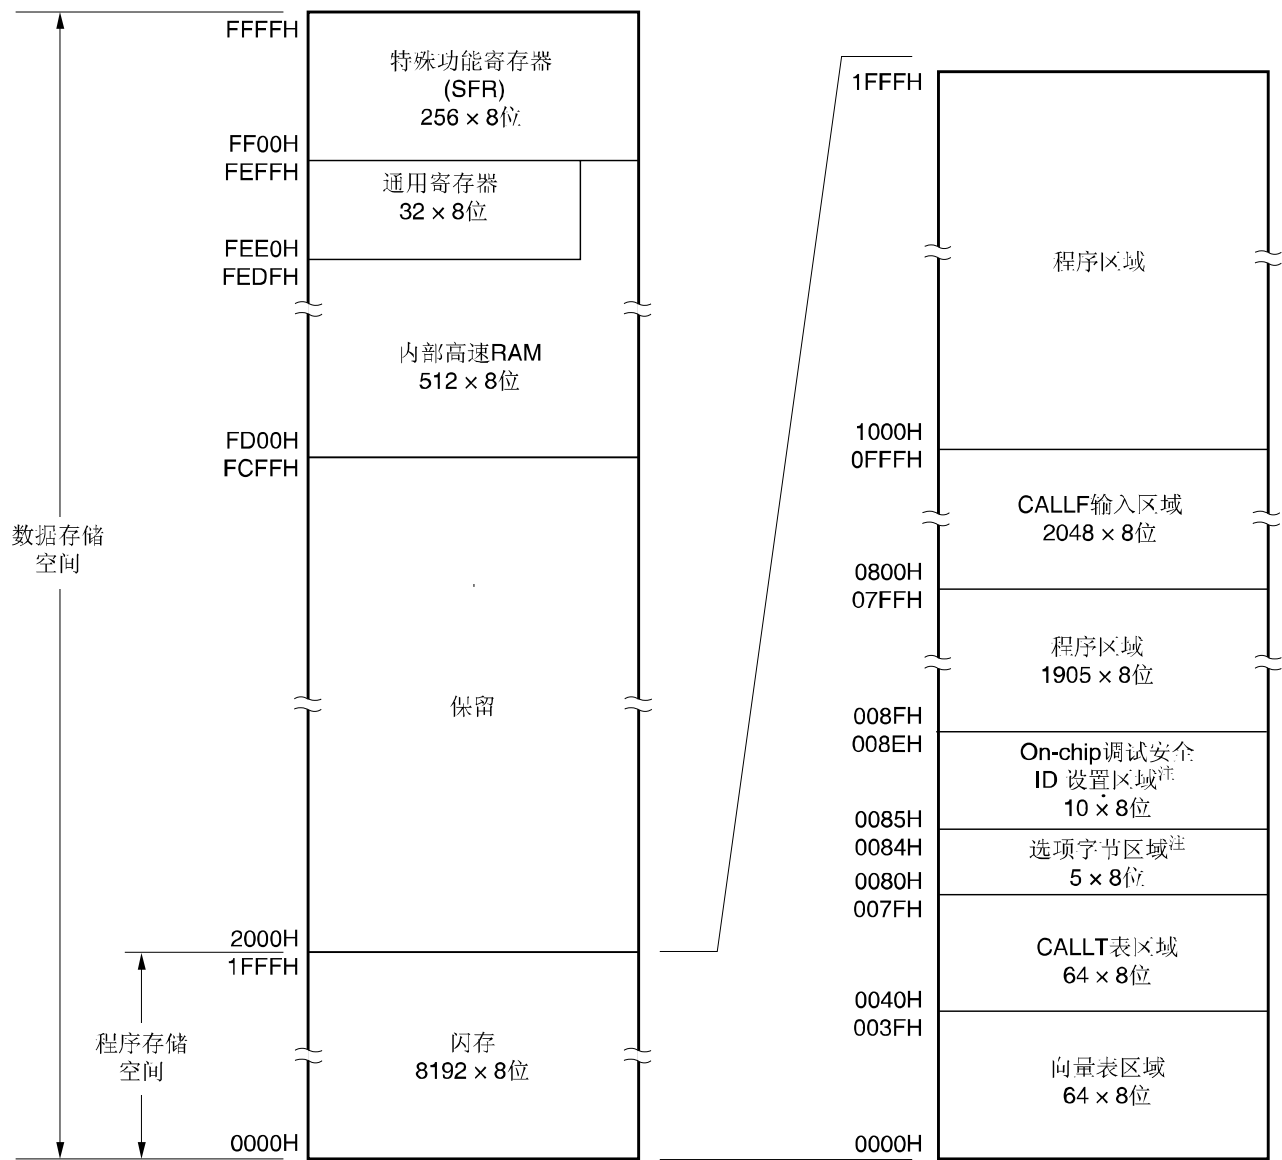 FFFFH
特殊功能寄存器
(SFR)
256 × 8位
FF00H
FEFFH
通用寄存器
32 × 8位
FEE0H
FEDFH
内部高速RAM
512 × 8位
FD00H
FCFFH
数据存储
空间
保留
2000H
1FFFH
程序存储
空间
闪存
8192 × 8位
0000H
1FFFH
程序区域
1000H
0FFFH
CALLF输入区域
2048 × 8位
0800H
07FFH
程序区域
1905 × 8位
008FH
008EH
On-chip调试安全
ID 设置区域注
10 × 8位
0085H
0084H
选项字节区域注
5 × 8位
0080H
007FH
CALLT表区域
64 × 8位
0040H
003FH
向量表区域
64 × 8位
0000H